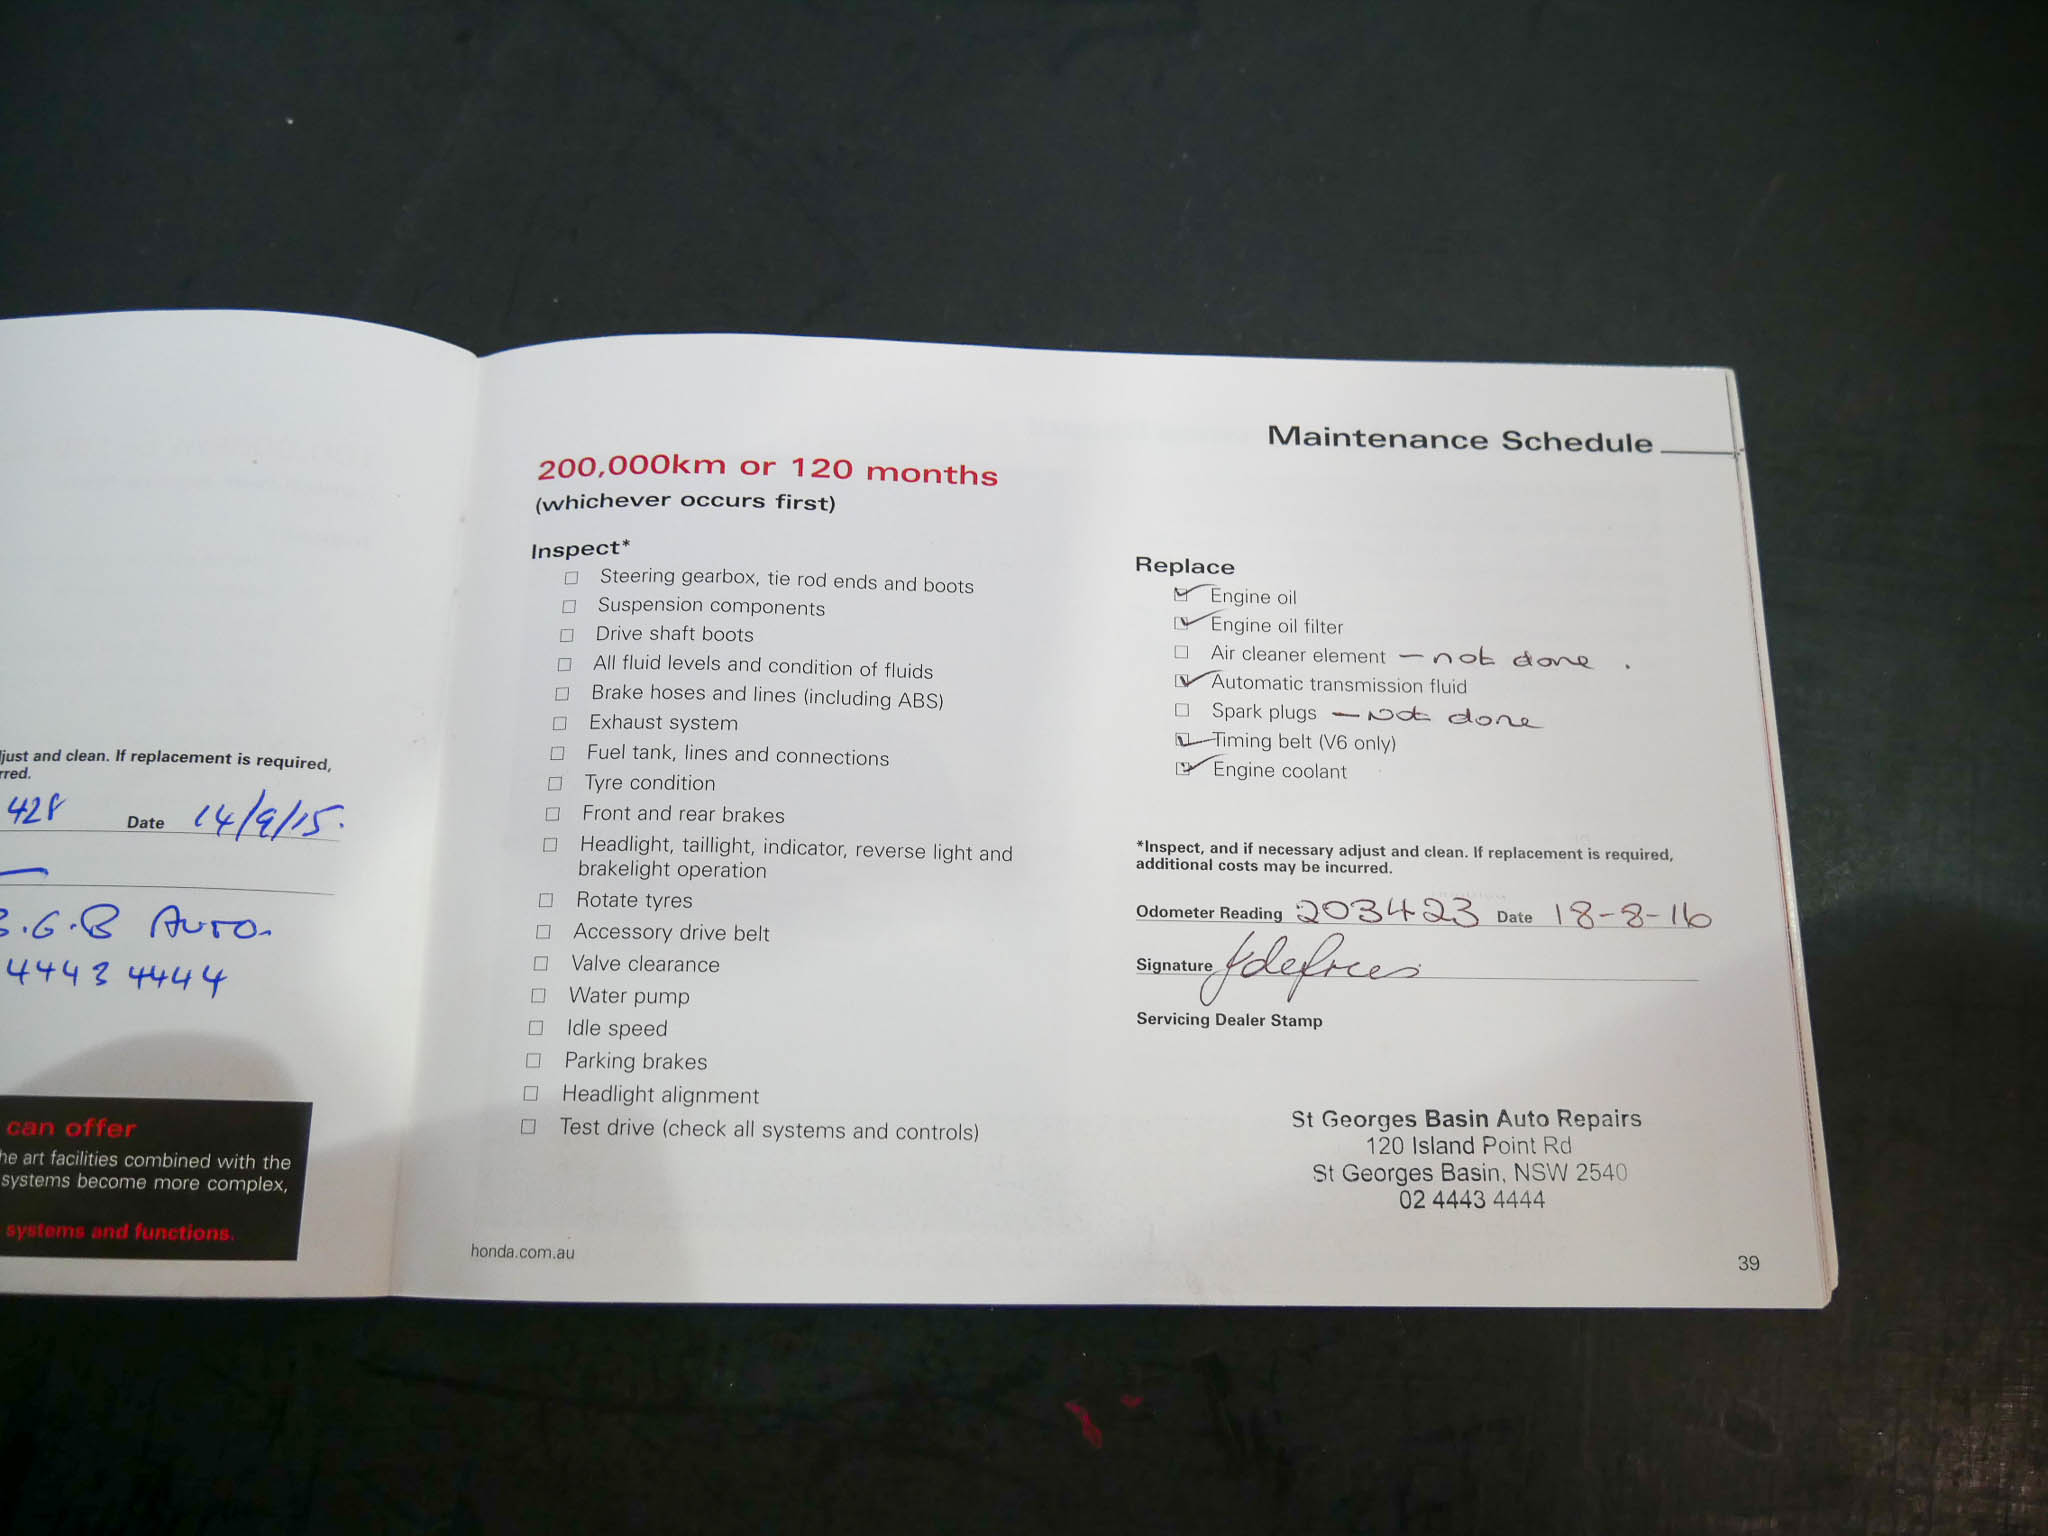 just and clean. If replacement is required,
rred.
428 Date 14/9/15.
B.G.B Auto.
4443 4444
can offer
he art facilities combined with the
systems become more complex,
systems and functions.
Maintenance Schedule
200,000km or 120 months
(whichever occurs first)
Inspect*
Steering gearbox, tie rod ends and boots
Suspension components
Drive shaft boots
All fluid levels and condition of fluids
Brake hoses and lines (including ABS)
Exhaust system
Fuel tank, lines and connections
Tyre condition
Front and rear brakes
Headlight, taillight, indicator, reverse light and
brakelight operation
Rotate tyres
Accessory drive belt
Valve clearance
Water pump
Idle speed
Parking brakes
Headlight alignment
Test drive (check all systems and controls)
honda.com.au
Replace
Engine oil
Engine oil filter
Air cleaner element - not done.
Automatic transmission fluid
Spark plugs - not done
Timing belt (V6 only)
Engine coolant
*Inspect, and if necessary adjust and clean. If replacement is required,
additional costs may be incurred.
Odometer Reading 203423 Date 18-8-16
Signature
Servicing Dealer Stamp
St Georges Basin Auto Repairs
120 Island Point Rd
St Georges Basin, NSW 2540
02 4443 4444
39